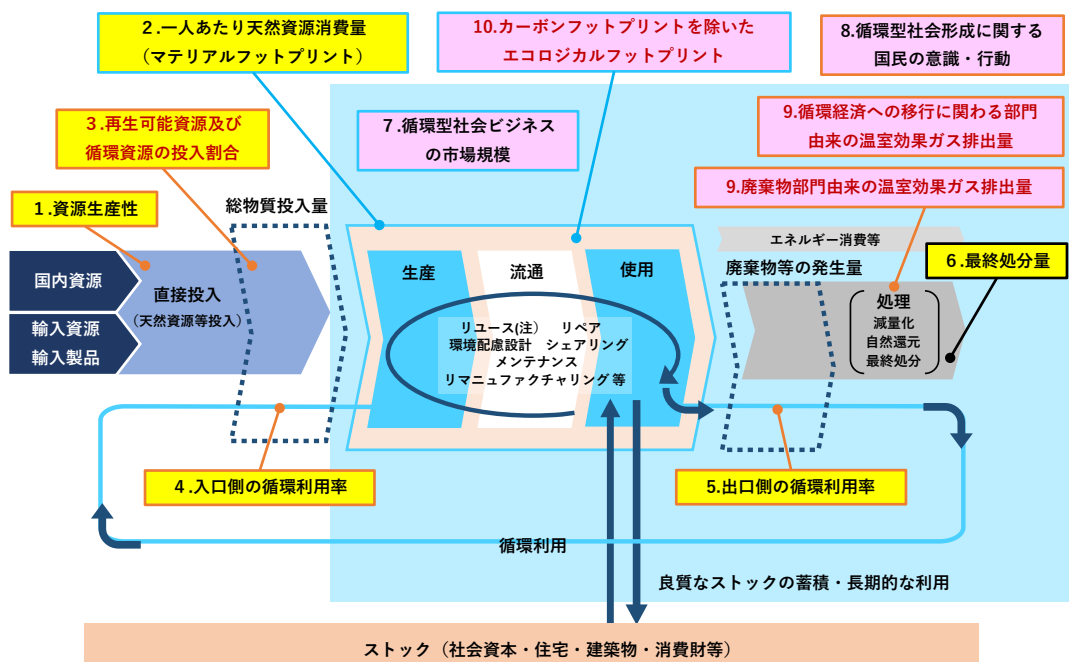 2.一人あたり天然資源消費量
（マテリアルフットプリント）
10.カーボンフットプリントを除いた
エコロジカルフットプリント
8.循環型社会形成に関する
国民の意識・行動
3.再生可能資源及び
循環資源の投入割合
7.循環型社会ビジネス
の市場規模
9.循環経済への移行に関わる部門
由来の温室効果ガス排出量
9.廃棄物部門由来の温室効果ガス排出量
1.資源生産性
総物質投入量
エネルギー消費等
6.最終処分量
国内資源
輸入資源
輸入製品
直接投入
（天然資源等投入）
生産
流通
使用
リユース(注)　リペア
環境配慮設計　シェアリング
メンテナンス
リマニュファクチャリング 等
廃棄物等の発生量
処理
減量化
自然還元
最終処分
4.入口側の循環利用率
5.出口側の循環利用率
循環利用
良質なストックの蓄積・長期的な利用
ストック（社会資本・住宅・建築物・消費財等）